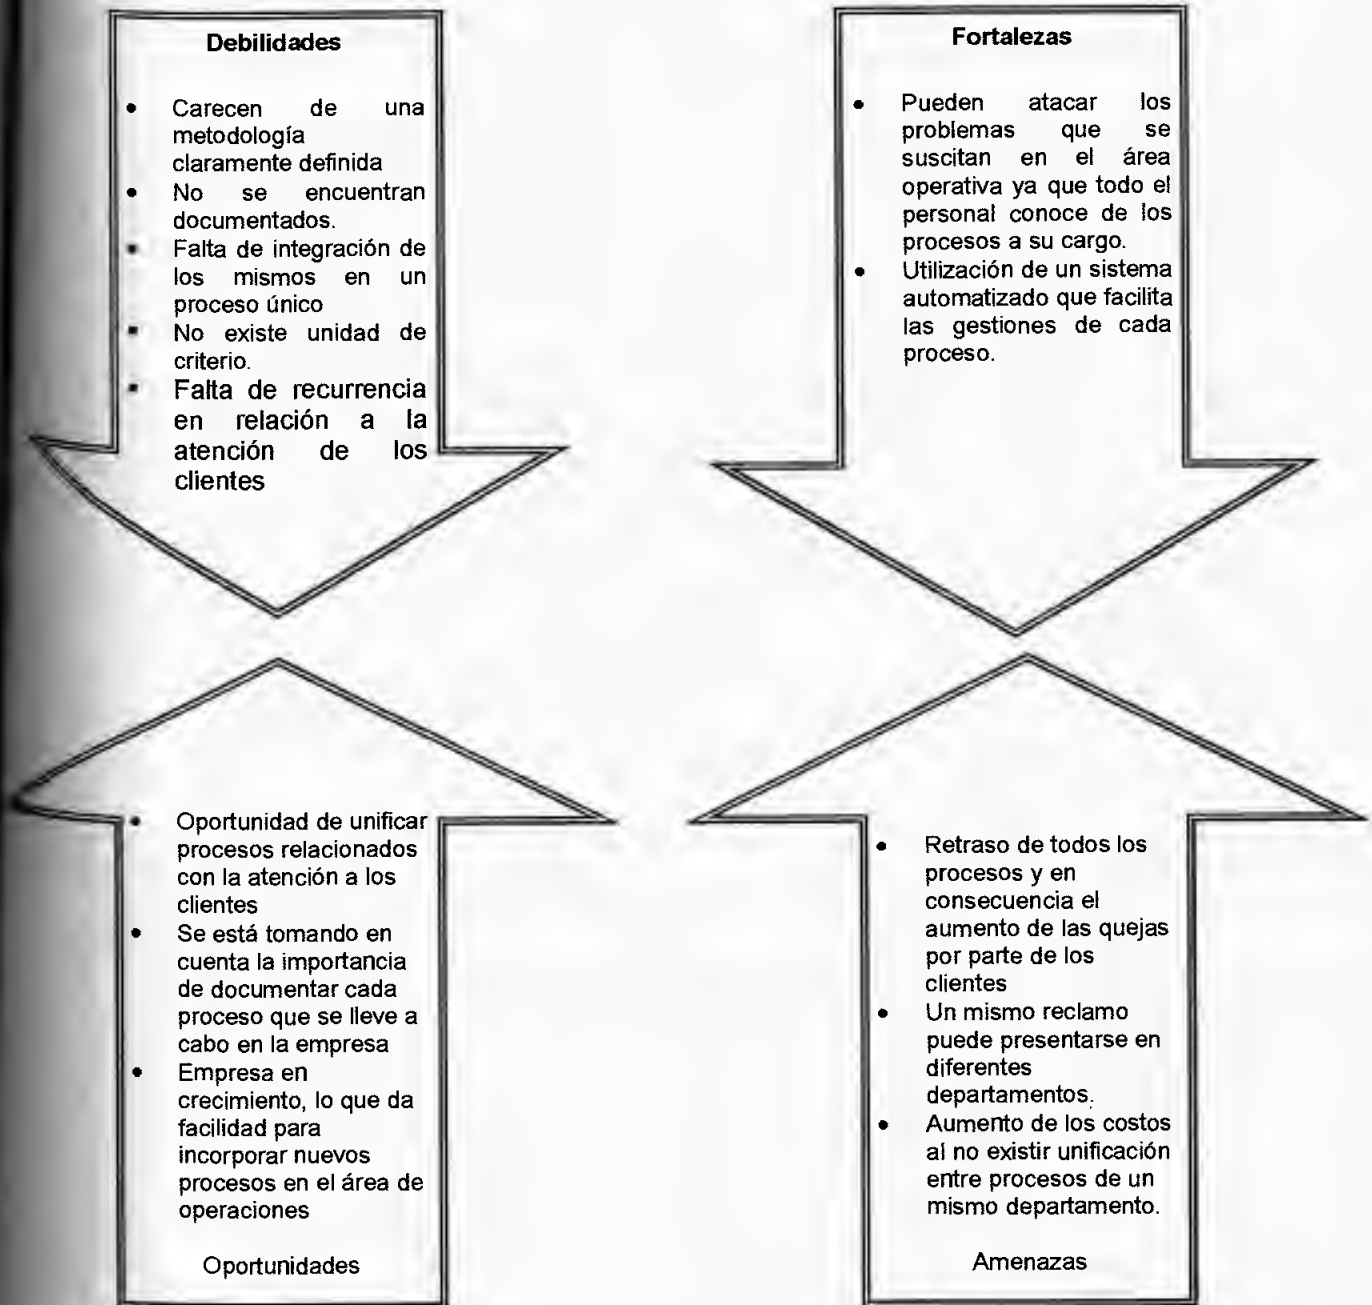 Debilidades
• Carecen de una
metodología
claramente definida
• No se encuentran
documentados.
• Falta de integración de
los mismos en un
proceso único
• No existe unidad de
criterio.
• Falta de recurrencia
en relación a la
atención de los
clientes
Fortalezas
• Pueden atacar los
problemas que se
suscitan en el área
operativa ya que todo el
personal conoce de los
procesos a su cargo.
• Utilización de un sistema
automatizado que facilita
las gestiones de cada
proceso.
• Oportunidad de unificar
procesos relacionados
con la atención a los
clientes
• Se está tomando en
cuenta la importancia
de documentar cada
proceso que se lleve a
cabo en la empresa
• Empresa en
crecimiento, lo que da
facilidad para
incorporar nuevos
procesos en el área de
operaciones
Oportunidades
• Retraso de todos los
procesos y en
consecuencia el
aumento de las quejas
por parte de los
clientes
• Un mismo reclamo
puede presentarse en
diferentes
departamentos.
• Aumento de los costos
al no existir unificación
entre procesos de un
mismo departamento.
Amenazas